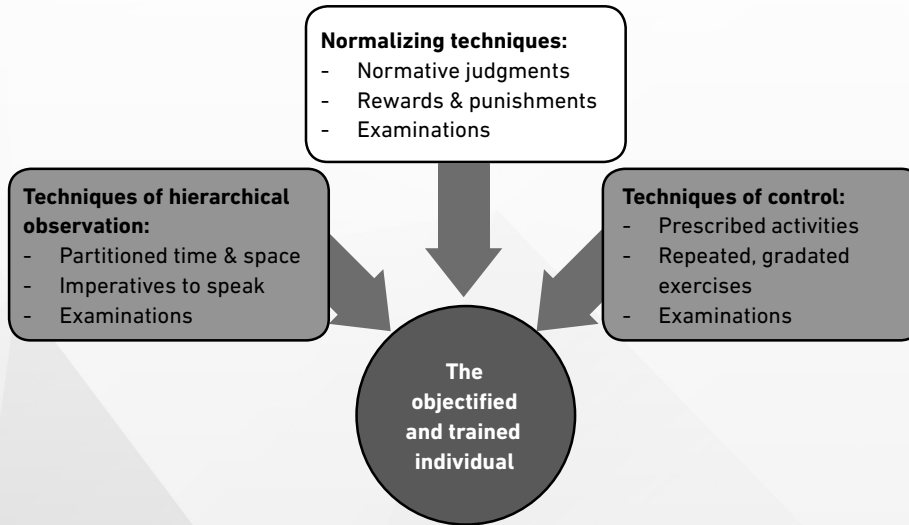 Normalizing techniques:
- Normative judgments
- Rewards & punishments
- Examinations
Techniques of hierarchical
observation:
- Partitioned time & space
- Imperatives to speak
- Examinations
Techniques of control:
- Prescribed activities
- Repeated, gradated
exercises
- Examinations
The
objectified
and trained
individual